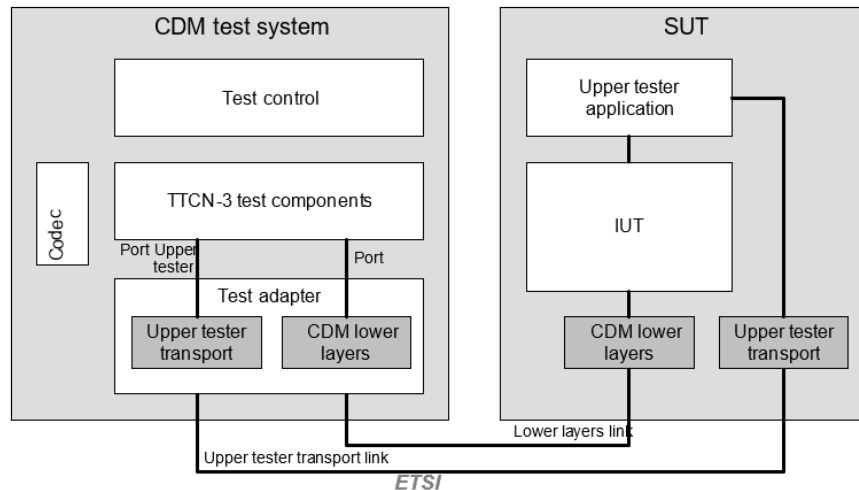 CDM test system
SUT
Test control
Upper tester
application
Codec
TTCN-3 test components
IUT
Port Upper
tester
Port
Test adapter
Upper tester
transport
CDM lower
layers
CDM lower
layers
Upper tester
transport
Lower layers link
Upper tester transport link
ETSI